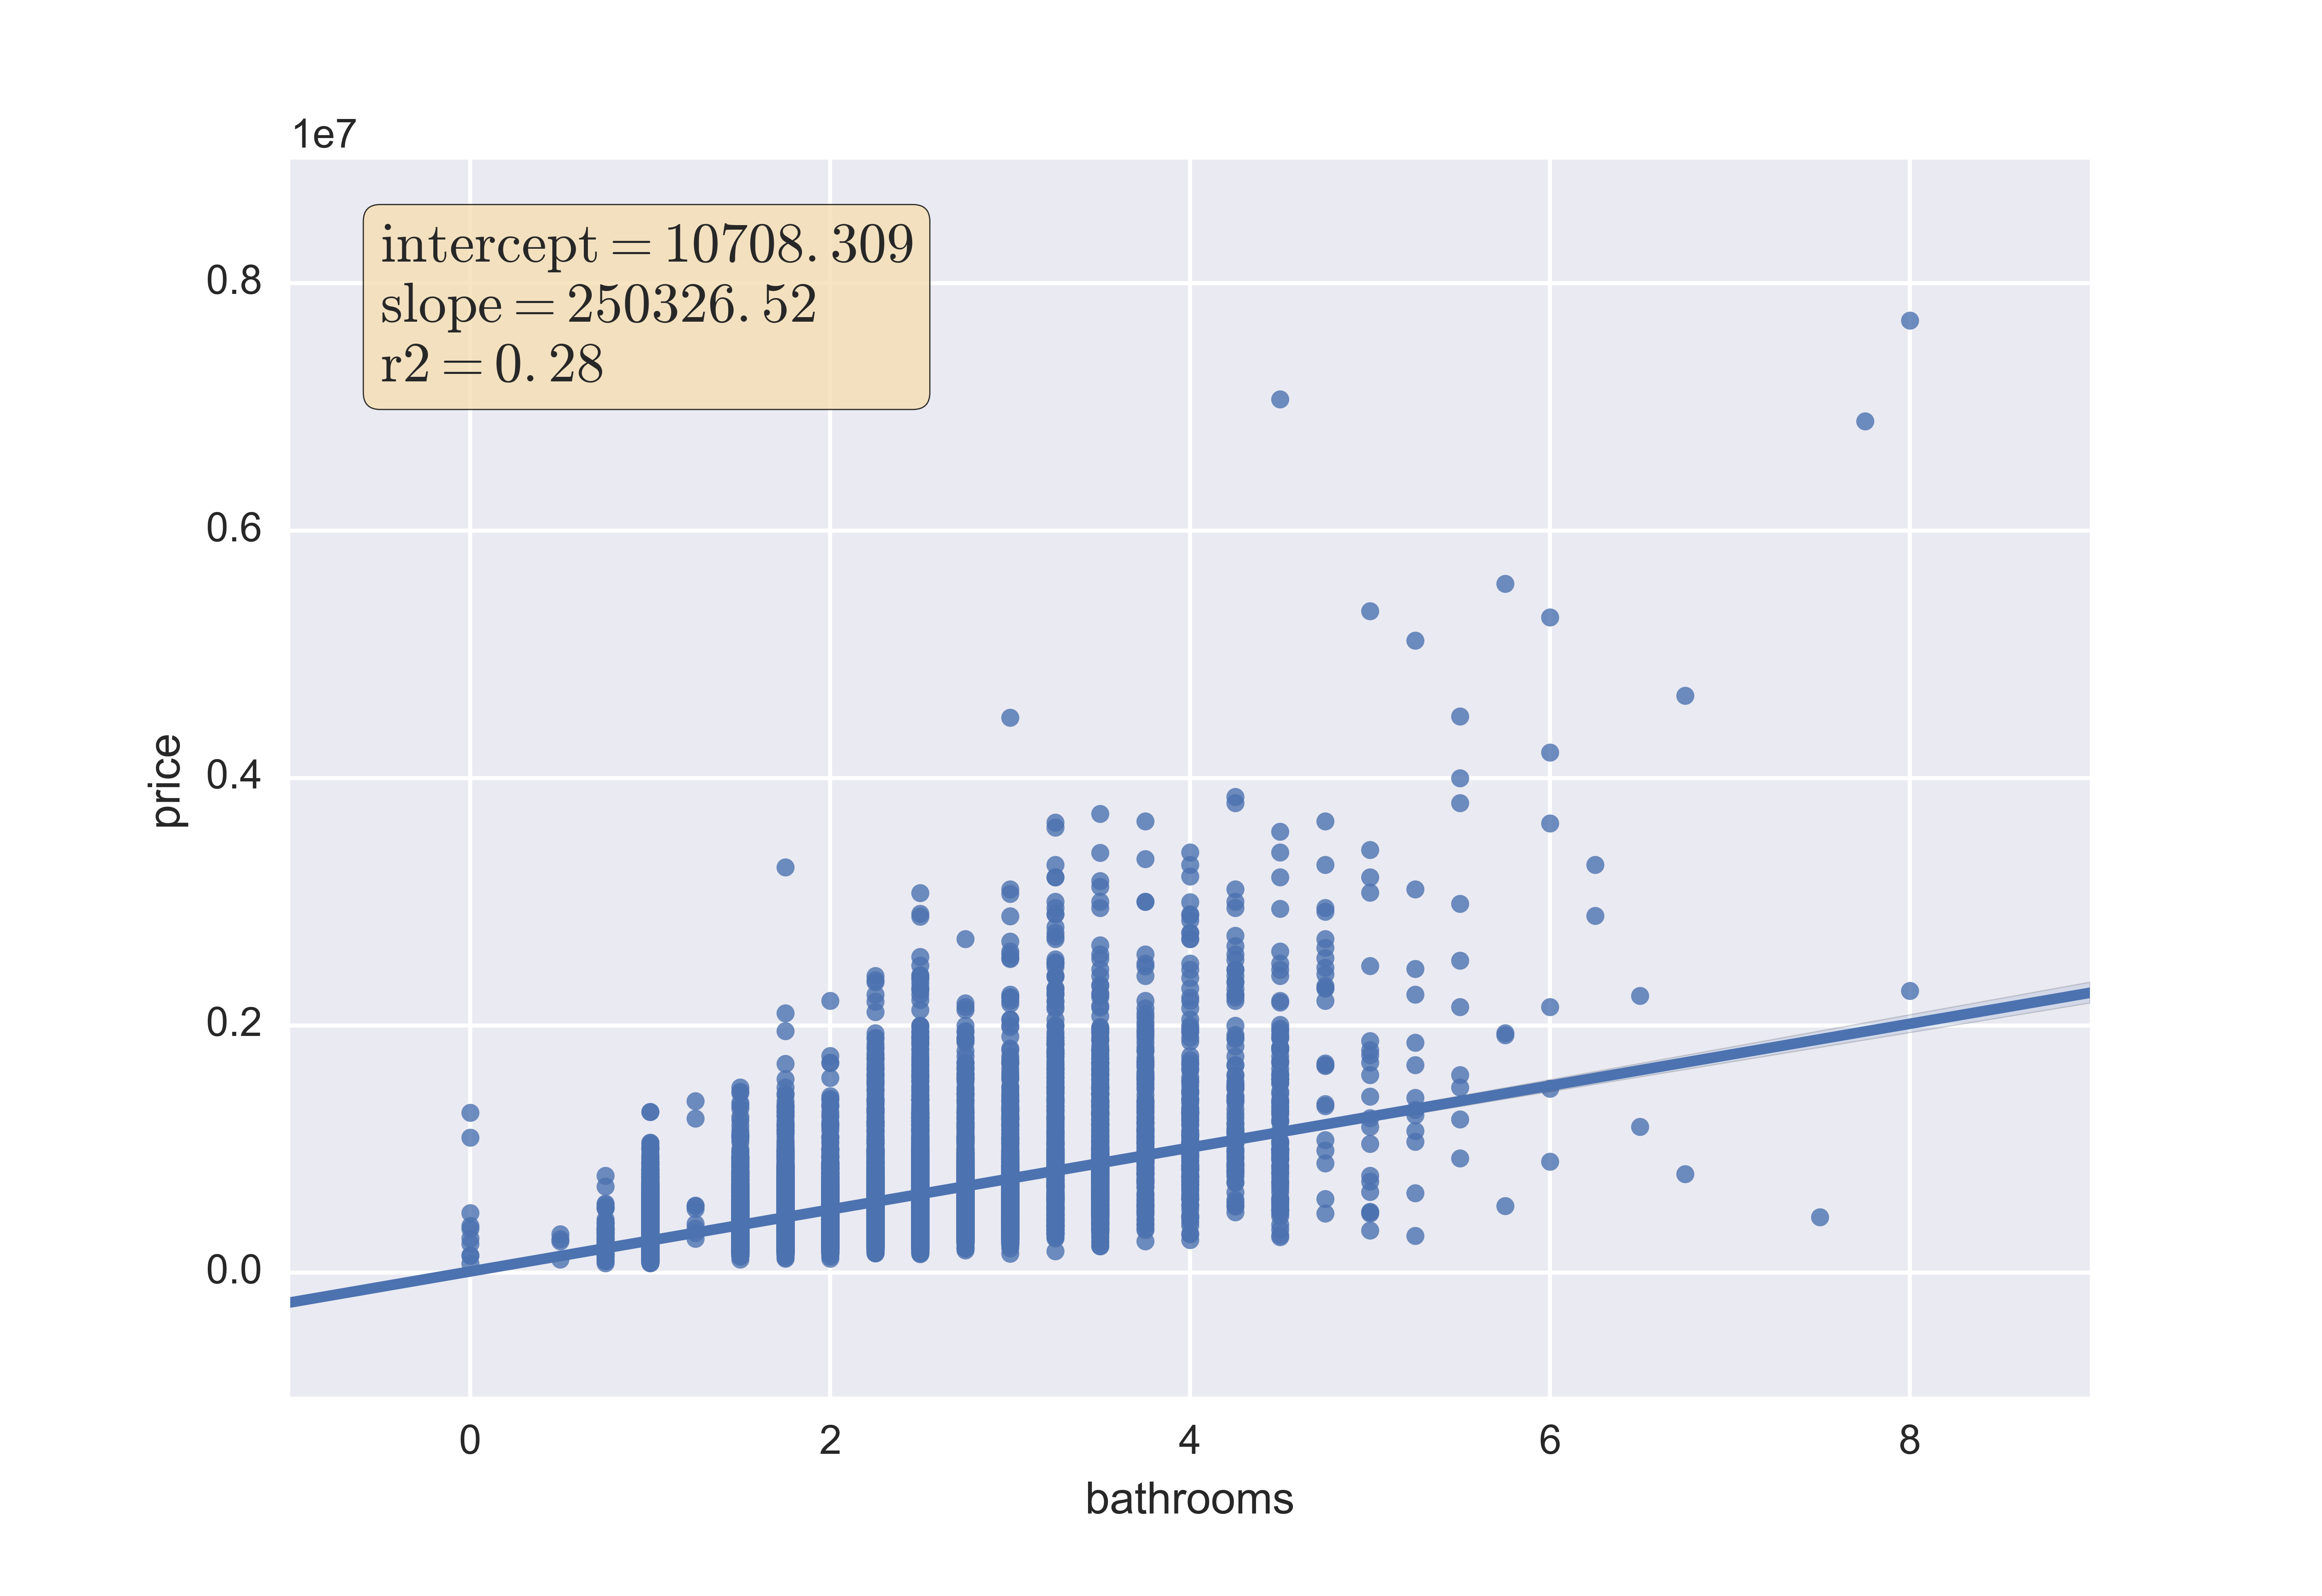 1e7
intercept = 10708.309
slope = 250326.52
r2 = 0.28
0.8
0.6
0.4
0.2
0.0
price
0 2 4 6 8
bathrooms